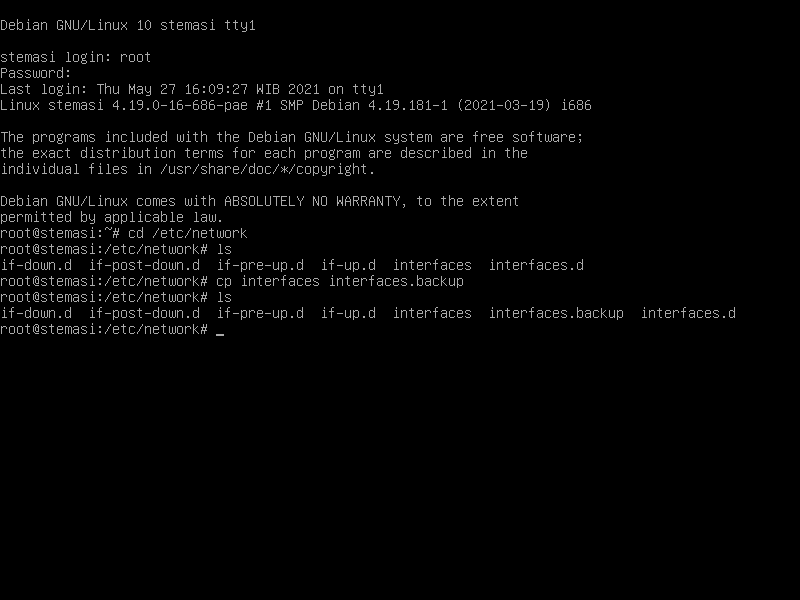 Debian GNU/Linux 10 stemasi tty1
stemasi login: root
Password:
Last login: Thu May 27 16:09:27 WIB 2021 on tty1
Linux stemasi 4.19.0-16-686-pae #1 SMP Debian 4.19.181-1 (2021-03-19) i686
The programs included with the Debian GNU/Linux system are free software;
the exact distribution terms for each program are described in the
individual files in /usr/share/doc/*/copyright.
Debian GNU/Linux comes with ABSOLUTELY NO WARRANTY, to the extent
permitted by applicable law.
root@stemasi:~# cd /etc/network
root@stemasi:/etc/network# ls
if-down.d  if-post-down.d  if-pre-up.d  if-up.d  interfaces  interfaces.d
root@stemasi:/etc/network# cp interfaces interfaces.backup
root@stemasi:/etc/network# ls
if-down.d  if-post-down.d  if-pre-up.d  if-up.d  interfaces  interfaces.backup  interfaces.d
root@stemasi:/etc/network# _